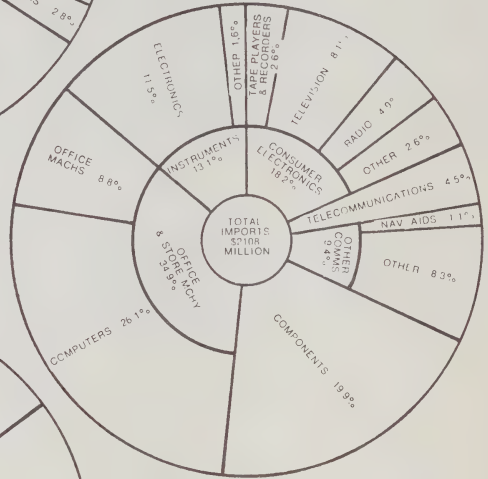 2.8%
ELECTRONICS
11.5%
OTHER 1.6%
TAPE PLAYERS
& RECORDERS
2.6%
TELEVISION 8.1%
RADIO 4.9%
OTHER 2.6%
TELECOMMUNICATIONS 4.5%
NAV AIDS 1.1%
OTHER 8.3%
OTHER
COMMS
9.4%
INSTRUMENTS
13.1%
CONSUMER
ELECTRONICS
18.2%
OFFICE
MACHS 8.8%
OFFICE
& STORE MCHY
34.9%
TOTAL
IMPORTS
$2108
MILLION
COMPUTERS 26.1%
COMPONENTS 19.9%